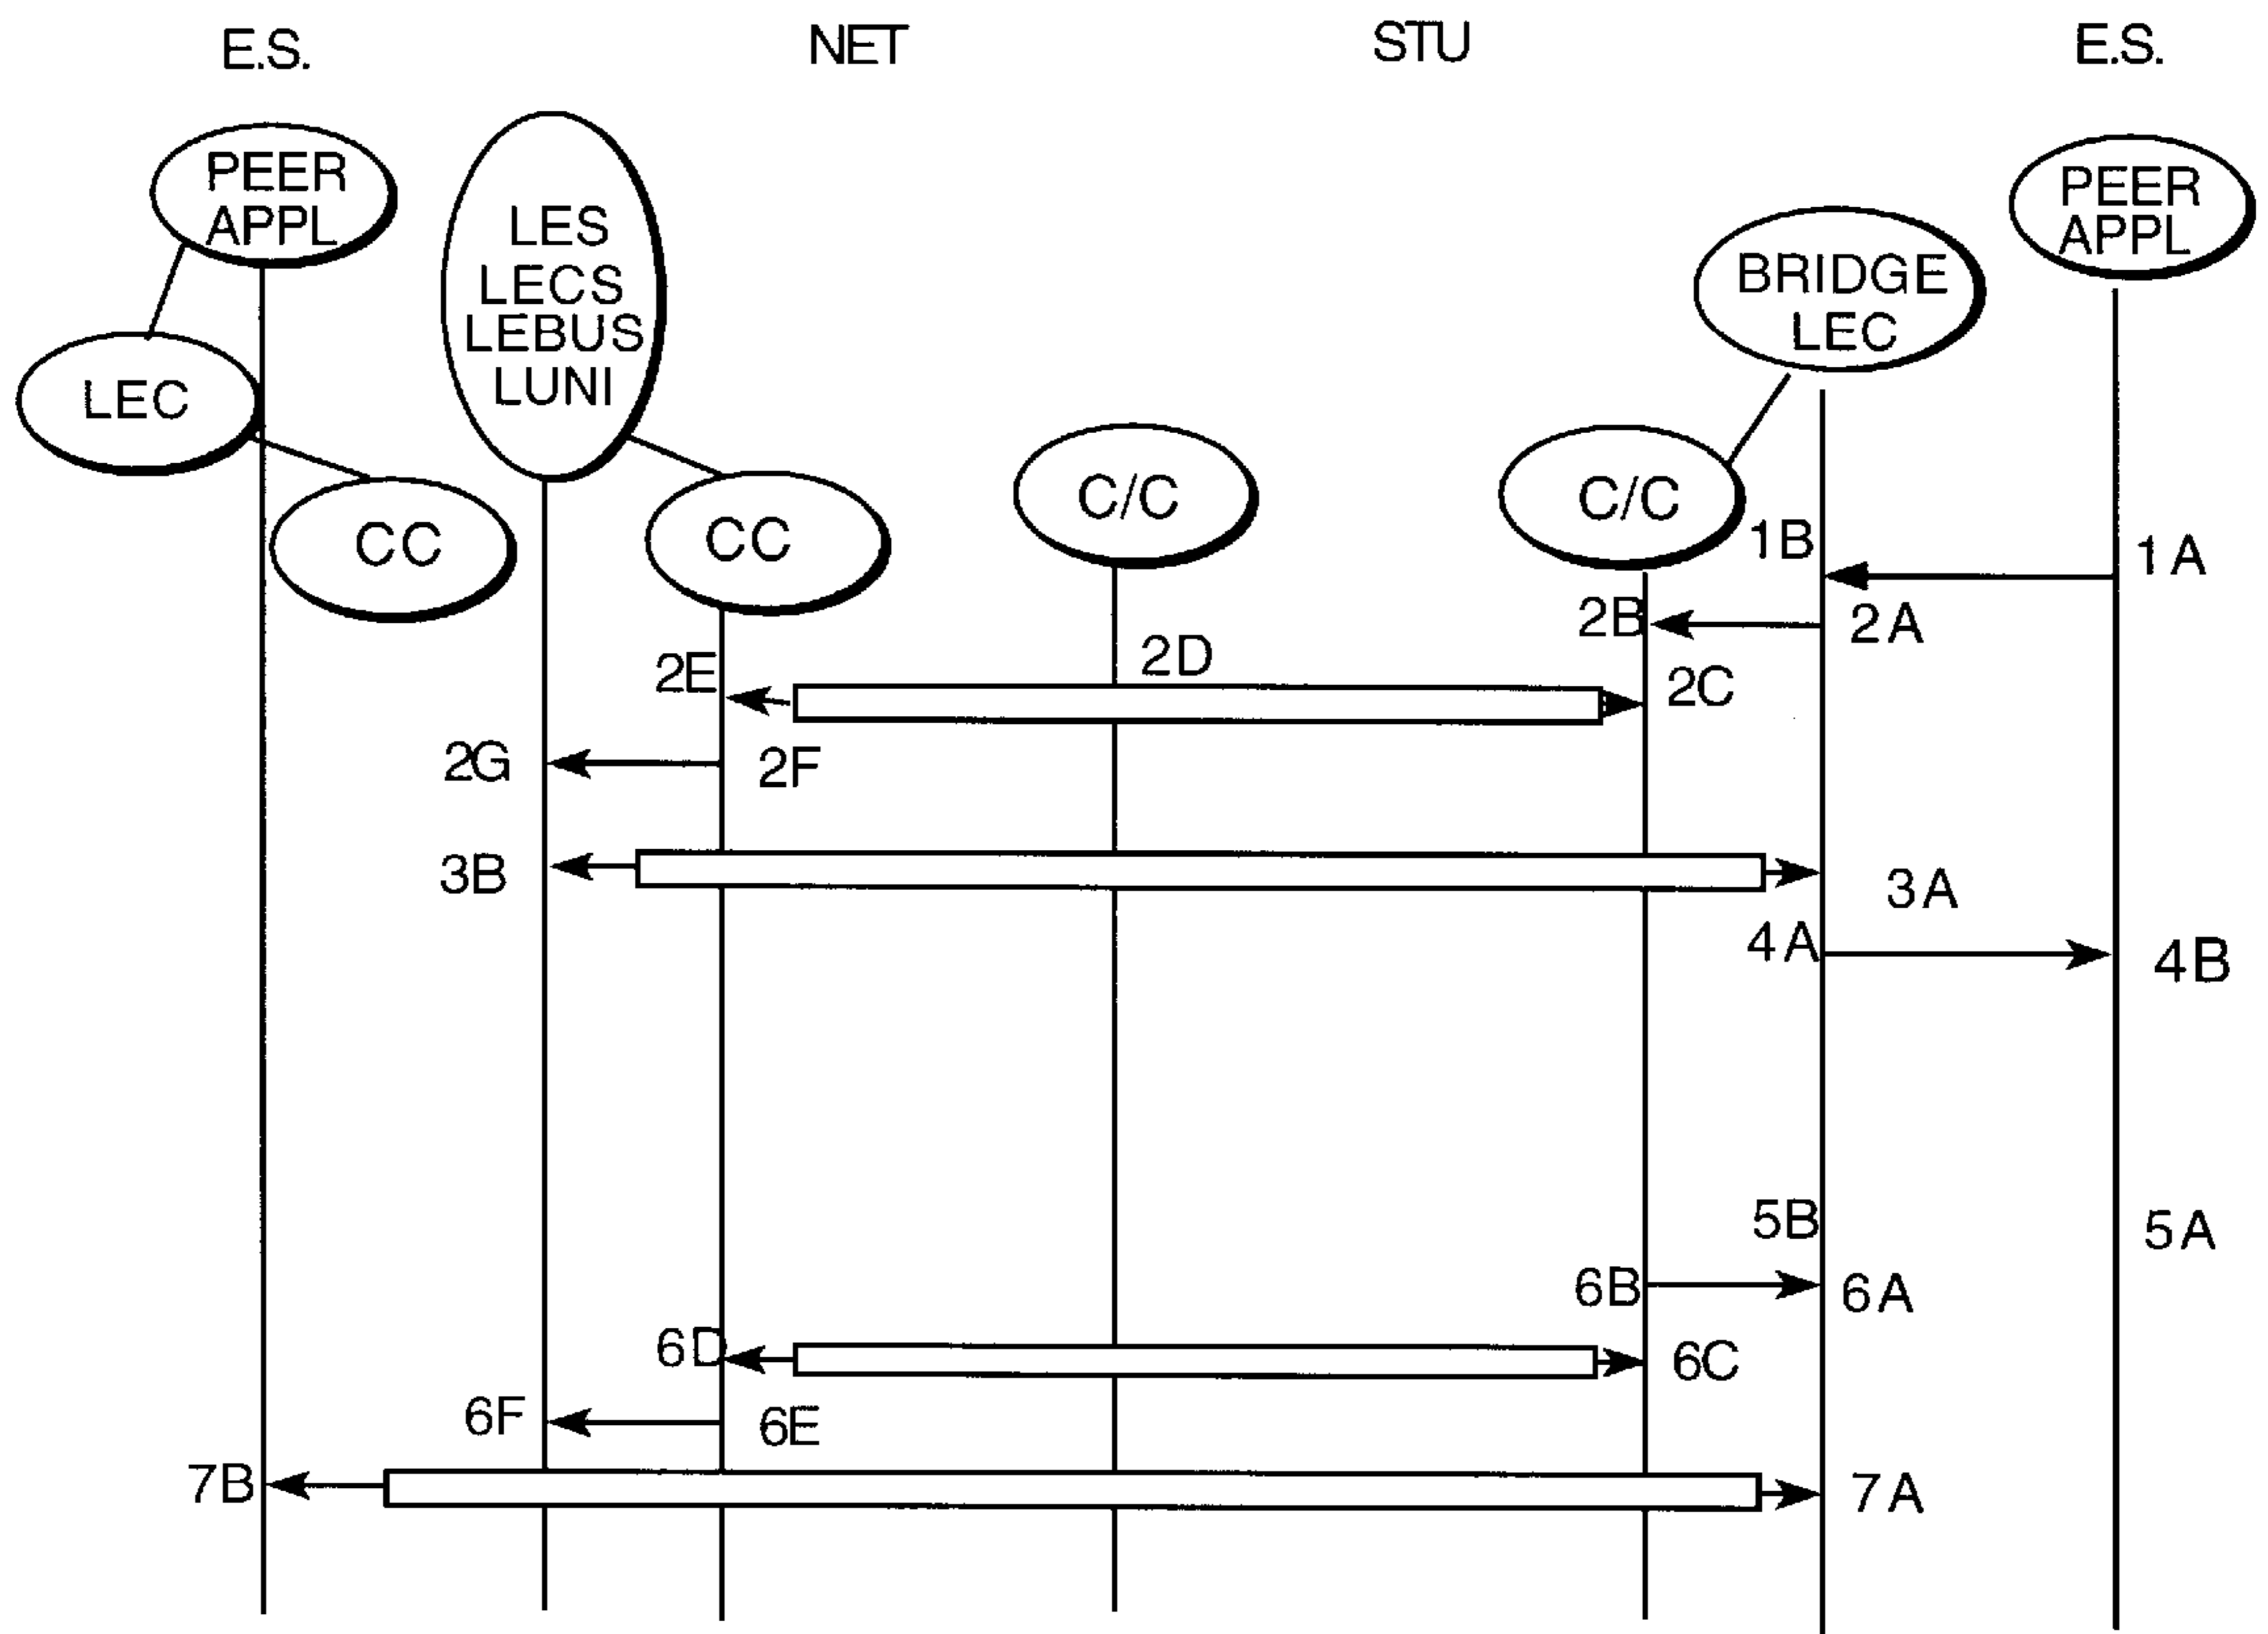 E.S.
NET
STU
E.S.
PEER
APPL
LEC
CC
LES
LECS
LEBUS
LUNI
CC
C/C
C/C
BRIDGE
LEC
PEER
APPL
1B
1A
2B
2A
2E
2D
2C
2G
2F
3B
3A
4A
4B
5B
5A
6B
6A
6D
6C
6F
6E
7B
7A